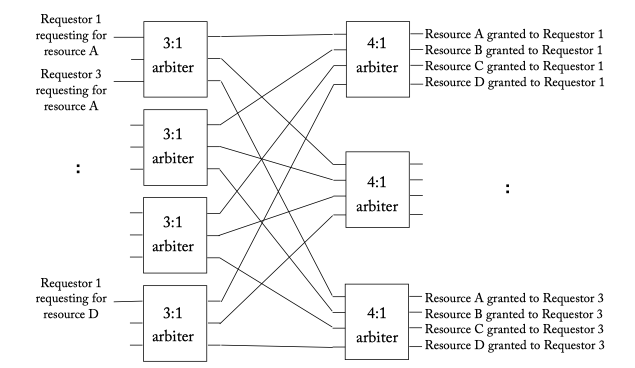 Requestor 1
requesting for
resource A
Requestor 3
requesting for
resource A
:
Requestor 1
requesting for
resource D
3:1
arbiter
3:1
arbiter
3:1
arbiter
3:1
arbiter
4:1
arbiter
4:1
arbiter
4:1
arbiter
Resource A granted to Requestor 1
Resource B granted to Requestor 1
Resource C granted to Requestor 1
Resource D granted to Requestor 1
:
Resource A granted to Requestor 3
Resource B granted to Requestor 3
Resource C granted to Requestor 3
Resource D granted to Requestor 3